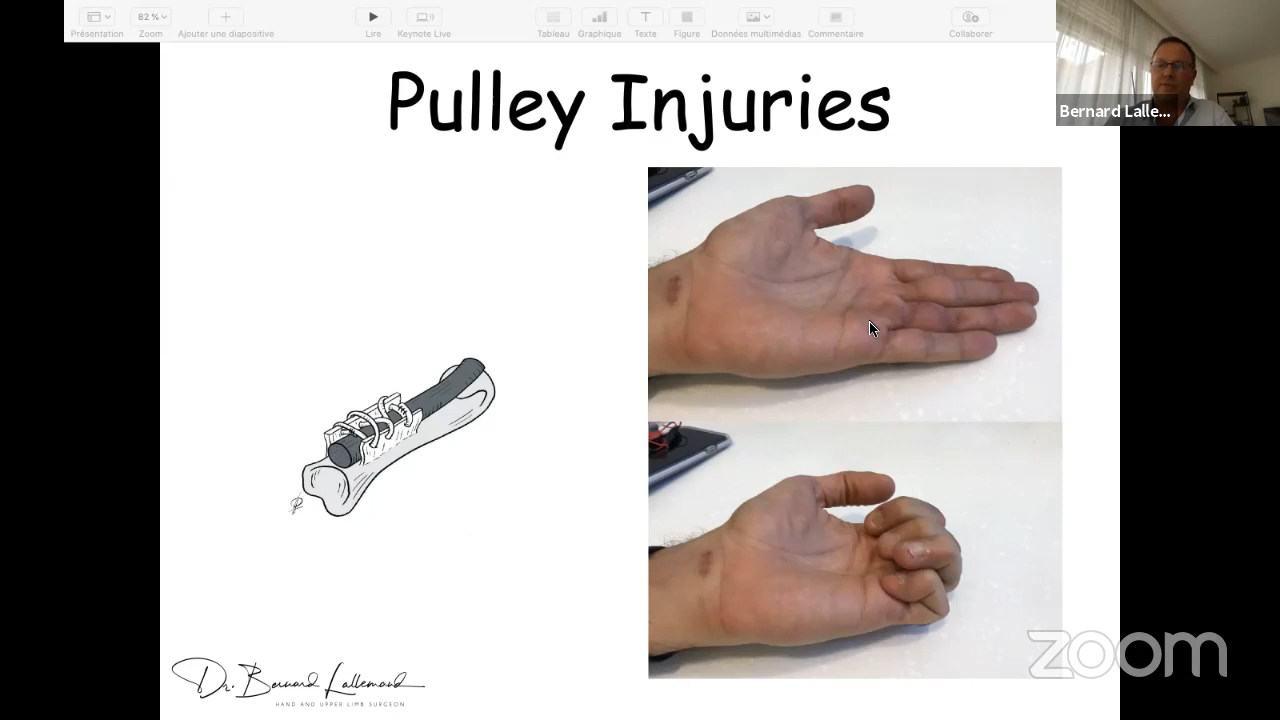 82 %
Présentation
Zoom
Ajouter une diapositive
Lire
Keynote Live
Tableau
Graphique
Texte
Figure
Données multimédias
Commentaire
Collaborer
Bernard Lalle...
Pulley Injuries
zoom
Dr. Bernard Lallemand
HAND AND UPPER LIMB SURGEON